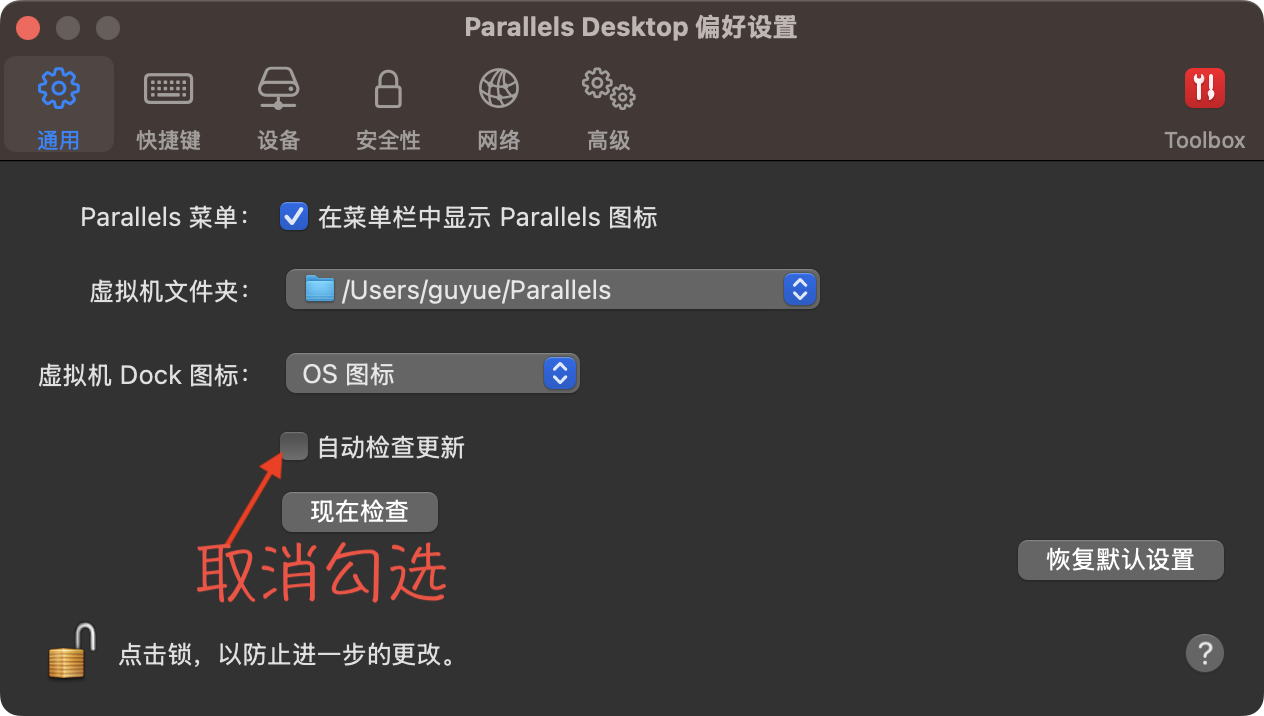 Parallels Desktop 偏好设置
通用
快捷键
设备
安全性
网络
高级
Toolbox
Parallels 菜单：
在菜单栏中显示 Parallels 图标
虚拟机文件夹：
/Users/guyue/Parallels
虚拟机 Dock 图标：
OS 图标
自动检查更新
现在检查
取消勾选
恢复默认设置
点击锁，以防止进一步的更改。
?